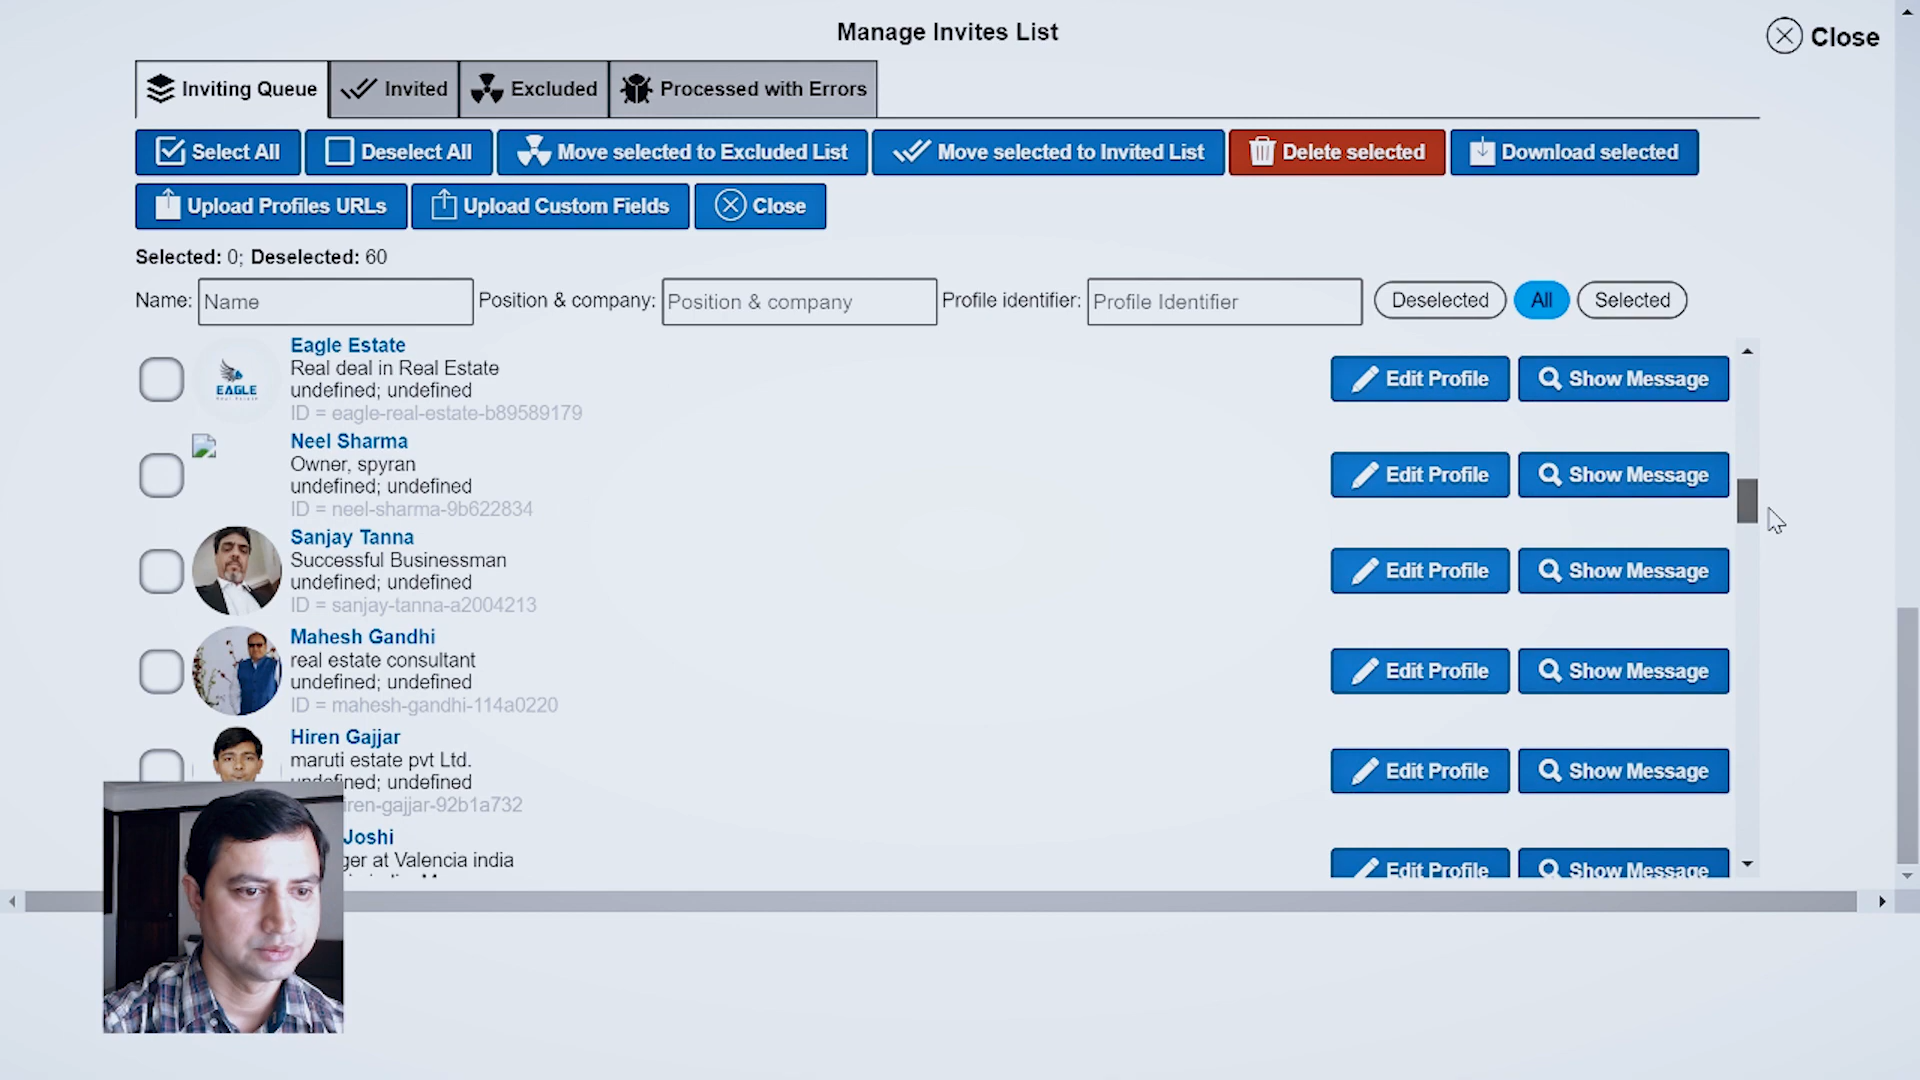 Manage Invites List
Close
Inviting Queue Invited Excluded Processed with Errors
Select All Deselect All Move selected to Excluded List Move selected to Invited List Delete selected Download selected
Upload Profiles URLs Upload Custom Fields Close
Selected: 0; Deselected: 60
Name: Name Position & company: Position & company Profile identifier: Profile Identifier Deselected All Selected
Eagle Estate
Real deal in Real Estate
undefined; undefined
ID = eagle-real-estate-b89589179
EAGLE
Edit Profile Show Message
Neel Sharma
Owner, spyran
undefined; undefined
ID = neel-sharma-9b622834
Edit Profile Show Message
Sanjay Tanna
Successful Businessman
undefined; undefined
ID = sanjay-tanna-a2004213
Edit Profile Show Message
Mahesh Gandhi
real estate consultant
undefined; undefined
ID = mahesh-gandhi-114a0220
Edit Profile Show Message
Hiren Gajjar
maruti estate pvt Ltd.
undefined; undefined
iren-gajjar-92b1a732
Edit Profile Show Message
Joshi
ger at Valencia india
Edit Profile Show Message